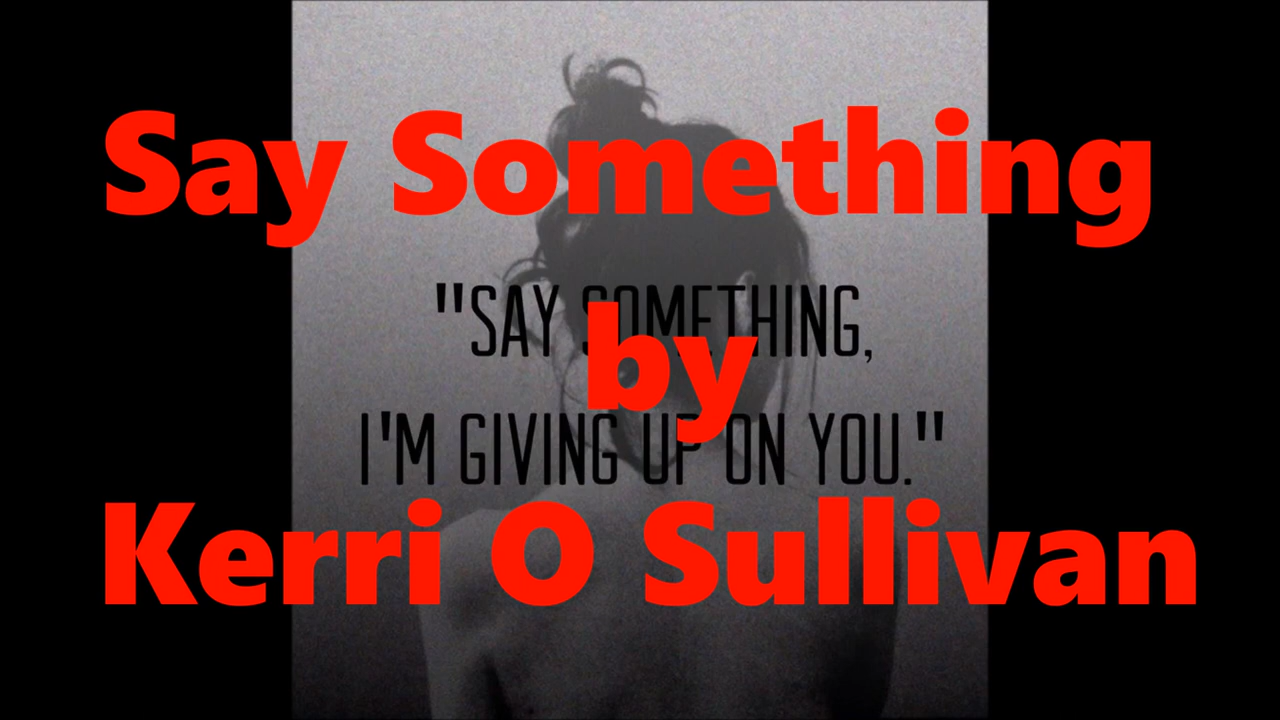 Say Something
"SAY SOMETHING,
by
I'M GIVING UP ON YOU."
Kerri O Sullivan